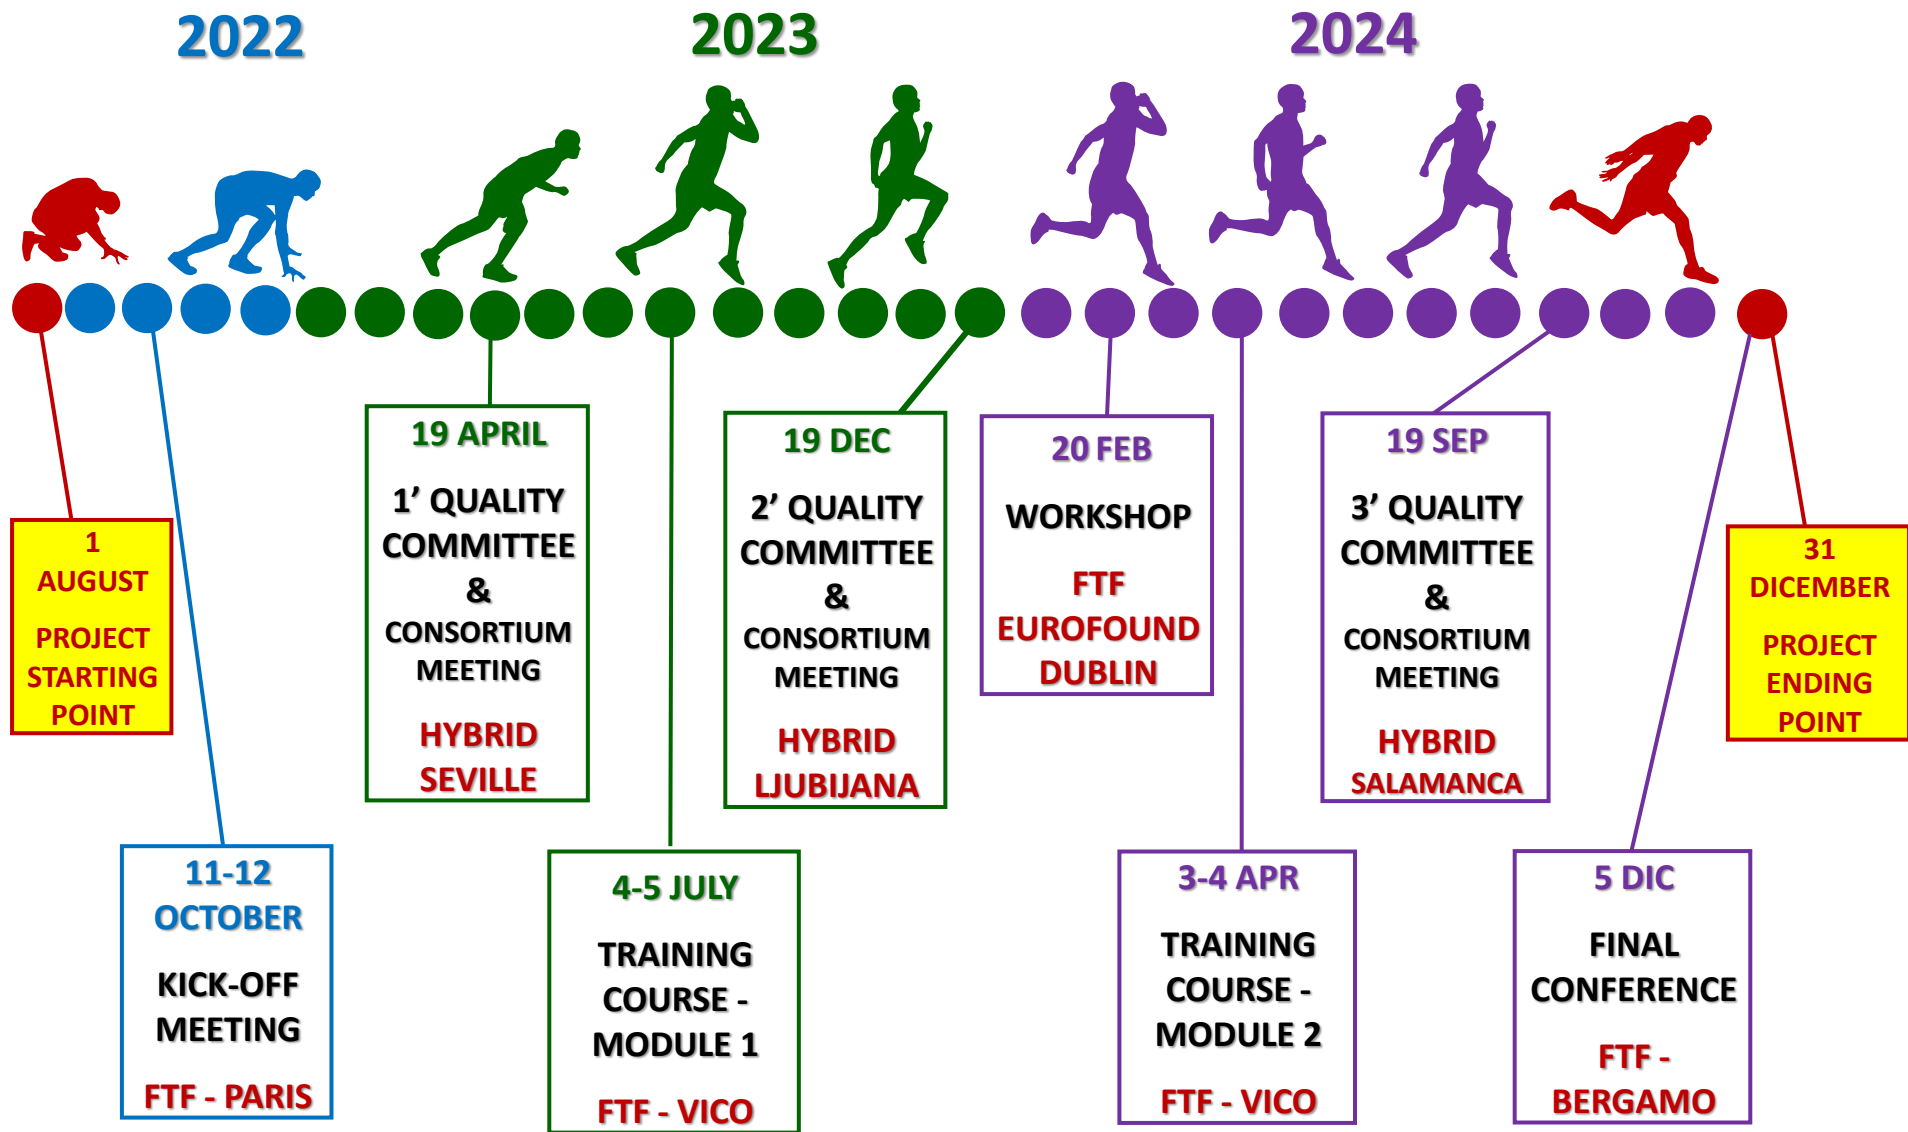 2022
2023
2024
1
AUGUST
PROJECT
STARTING
POINT
11-12
OCTOBER
KICK-OFF
MEETING
FTF - PARIS
19 APRIL
1’ QUALITY
COMMITTEE
&
CONSORTIUM
MEETING
HYBRID
SEVILLE
4-5 JULY
TRAINING
COURSE -
MODULE 1
FTF - VICO
19 DEC
2’ QUALITY
COMMITTEE
&
CONSORTIUM
MEETING
HYBRID
LJUBIJANA
20 FEB
WORKSHOP
FTF
EUROFOUND
DUBLIN
3-4 APR
TRAINING
COURSE -
MODULE 2
FTF - VICO
19 SEP
3’ QUALITY
COMMITTEE
&
CONSORTIUM
MEETING
HYBRID
SALAMANCA
5 DIC
FINAL
CONFERENCE
FTF -
BERGAMO
31
DICEMBER
PROJECT
ENDING
POINT